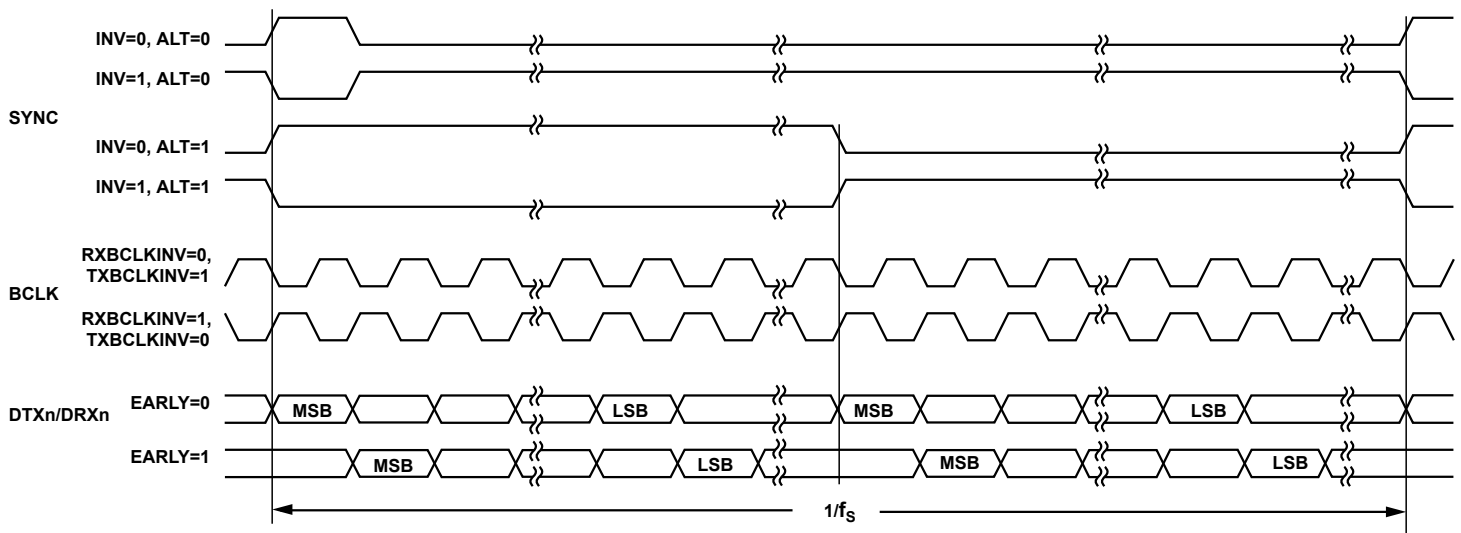 INV=0, ALT=0
INV=1, ALT=0
SYNC
INV=0, ALT=1
INV=1, ALT=1
RXBCLKINV=0,
TXBCLKINV=1
BCLK
RXBCLKINV=1,
TXBCLKINV=0
DTXn/DRXn
EARLY=0
MSB
LSB
MSB
LSB
EARLY=1
MSB
LSB
MSB
LSB
1/fS